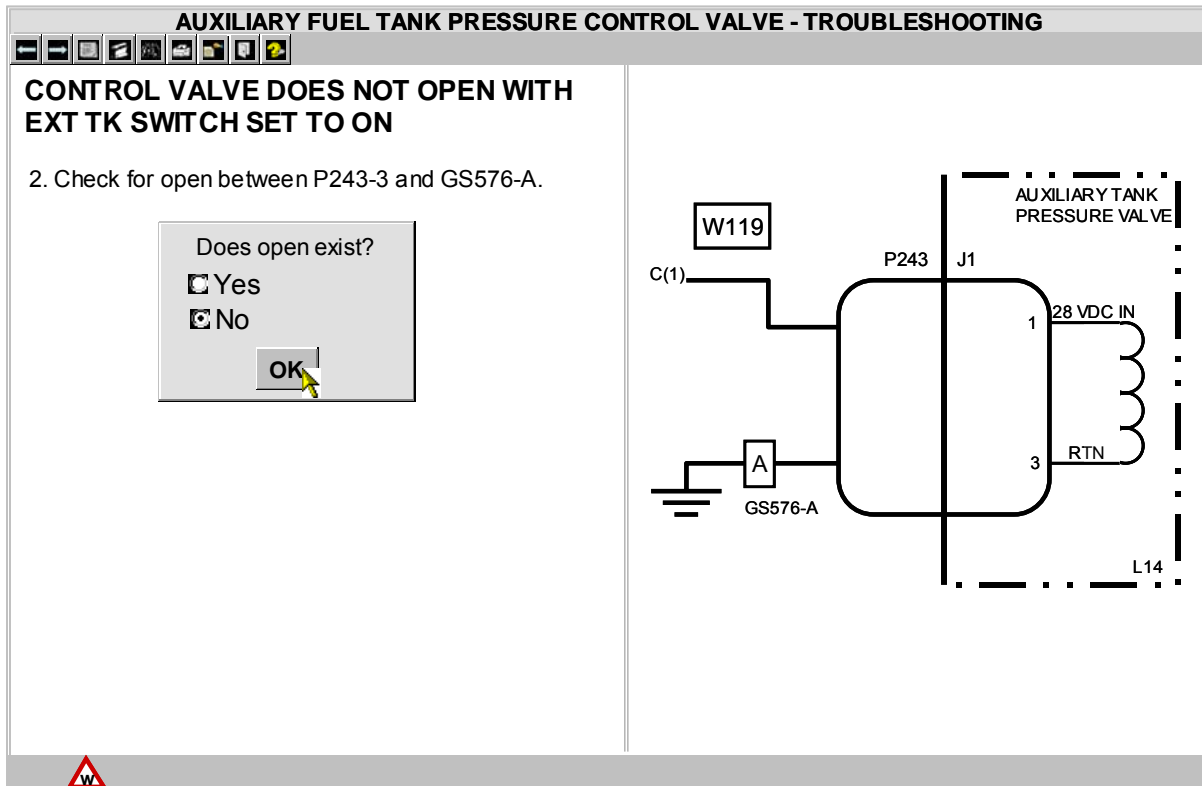 AUXILIARY FUEL TANK PRESSURE CONTROL VALVE - TROUBLESHOOTING
?
CONTROL VALVE DOES NOT OPEN WITH
EXT TK SWITCH SET TO ON
2. Check for open between P243-3 and GS576-A.
Does open exist?
Yes
No
OK
AUXILIARY TANK
PRESSURE VALVE
W119
P243
J1
C(1)
28 VDC IN
1
A
3
RTN
GS576-A
L14
W